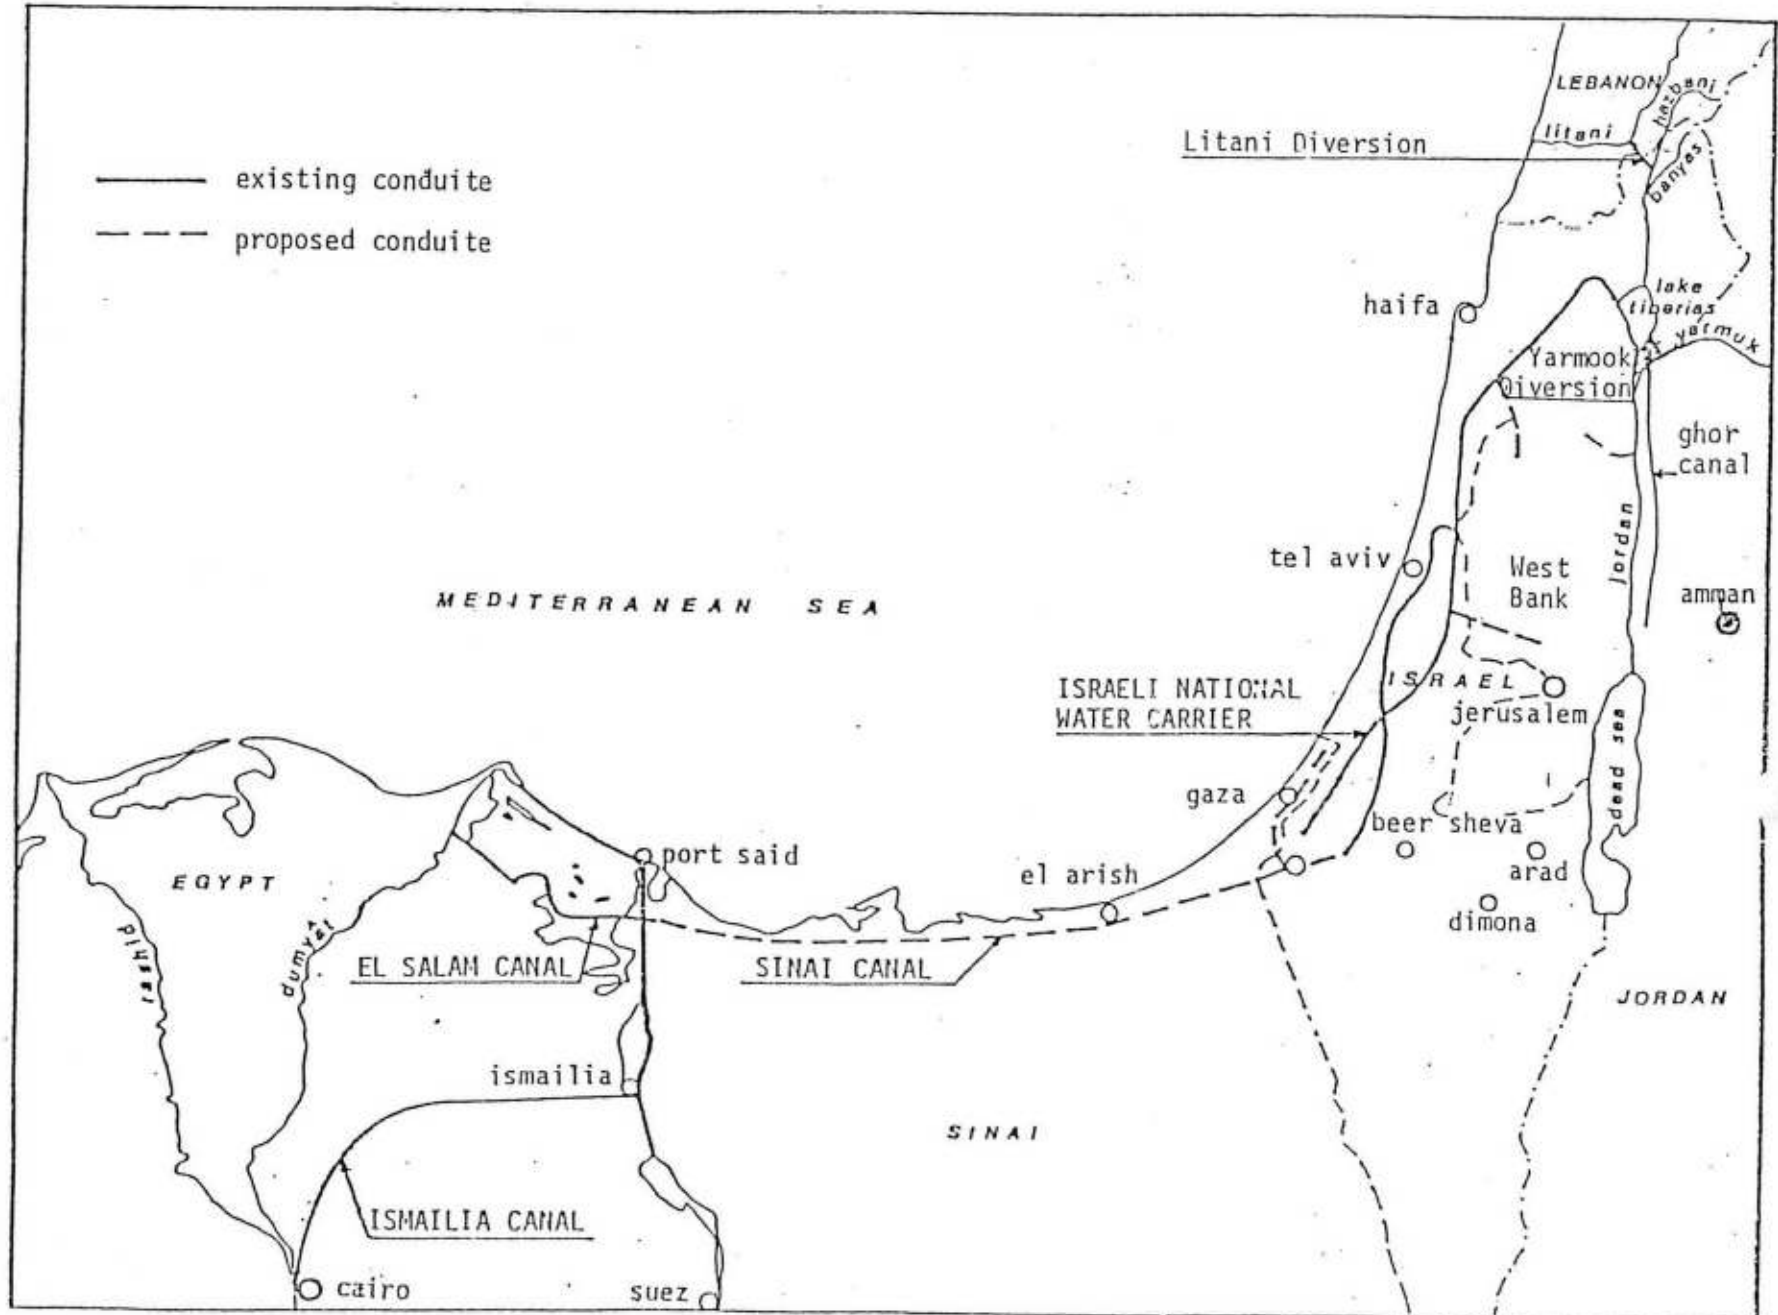 LEBANON
hazbani
litani
Litani Diversion
banyas
existing conduite
proposed conduite
haifa
lake
tiberias
yarmuk
Yarmook
Diversion
ghor
canal
jordan
tel aviv
West
Bank
amman
MEDITERRANEAN SEA
ISRAELI NATIONAL
WATER CARRIER
ISRAEL
jerusalem
dead sea
gaza
beer sheva
arad
dimona
port said
el arish
EGYPT
rashid
dumyât
EL SALAM CANAL
SINAI CANAL
JORDAN
ismailia
SINAI
ISMAILIA CANAL
cairo
suez